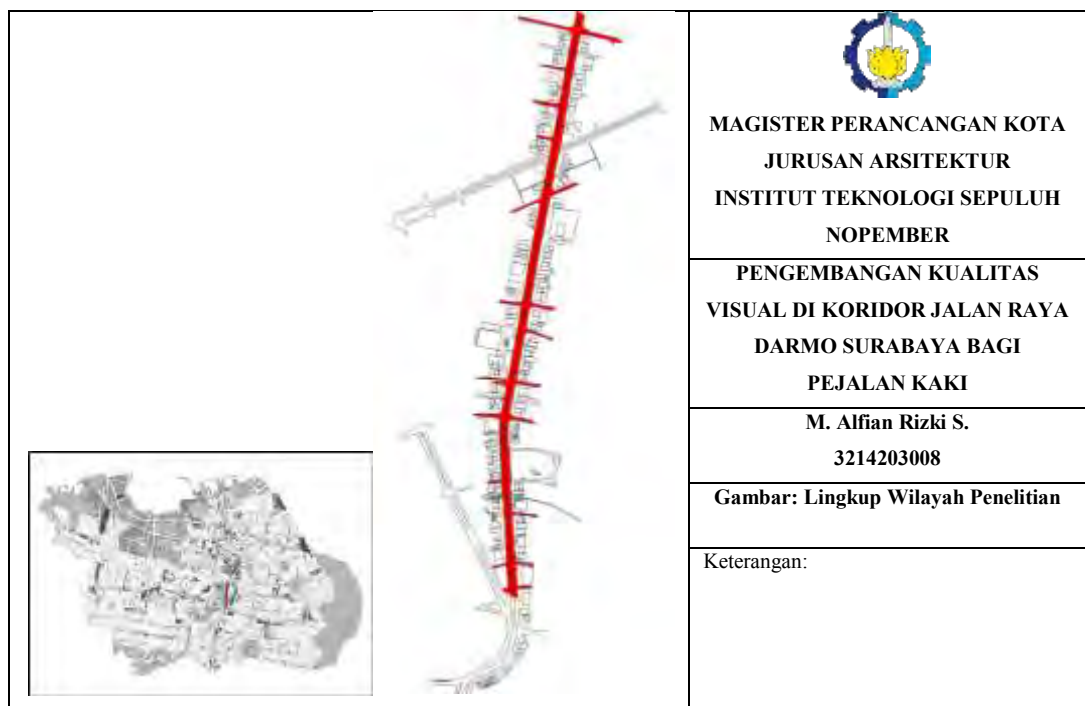 MAGISTER PERANCANGAN KOTA
JURUSAN ARSITEKTUR
INSTITUT TEKNOLOGI SEPULUH
NOPEMBER
PENGEMBANGAN KUALITAS
VISUAL DI KORIDOR JALAN RAYA
DARMO SURABAYA BAGI
PEJALAN KAKI
M. Alfian Rizki S.
3214203008
Gambar: Lingkup Wilayah Penelitian
Keterangan: